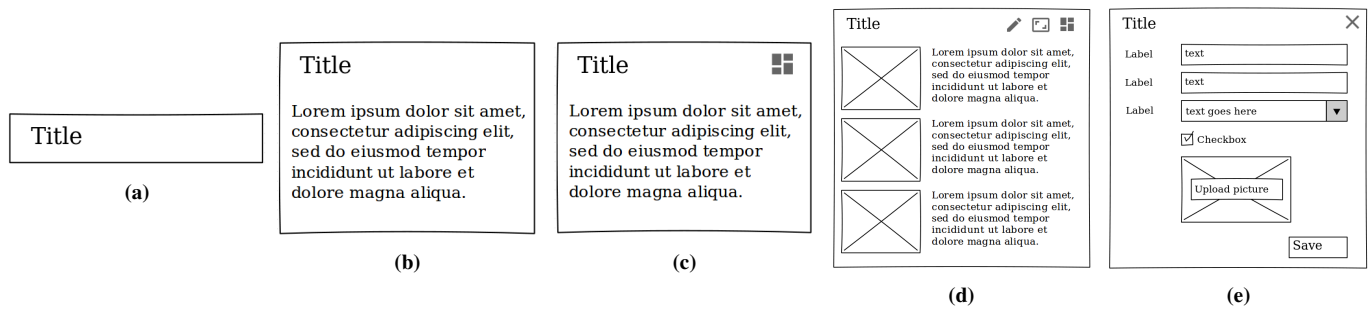 Title
(a)
Title
Lorem ipsum dolor sit amet,
consectetur adipiscing elit,
sed do eiusmod tempor
incididunt ut labore et
dolore magna aliqua.
(b)
Title
Lorem ipsum dolor sit amet,
consectetur adipiscing elit,
sed do eiusmod tempor
incididunt ut labore et
dolore magna aliqua.
(c)
Title
Lorem ipsum dolor sit amet,
consectetur adipiscing elit,
sed do eiusmod tempor
incididunt ut labore et
dolore magna aliqua.
Lorem ipsum dolor sit amet,
consectetur adipiscing elit,
sed do eiusmod tempor
incididunt ut labore et
dolore magna aliqua.
Lorem ipsum dolor sit amet,
consectetur adipiscing elit,
sed do eiusmod tempor
incididunt ut labore et
dolore magna aliqua.
(d)
Title
Label text
Label text
Label text goes here
Checkbox
Upload picture
Save
(e)